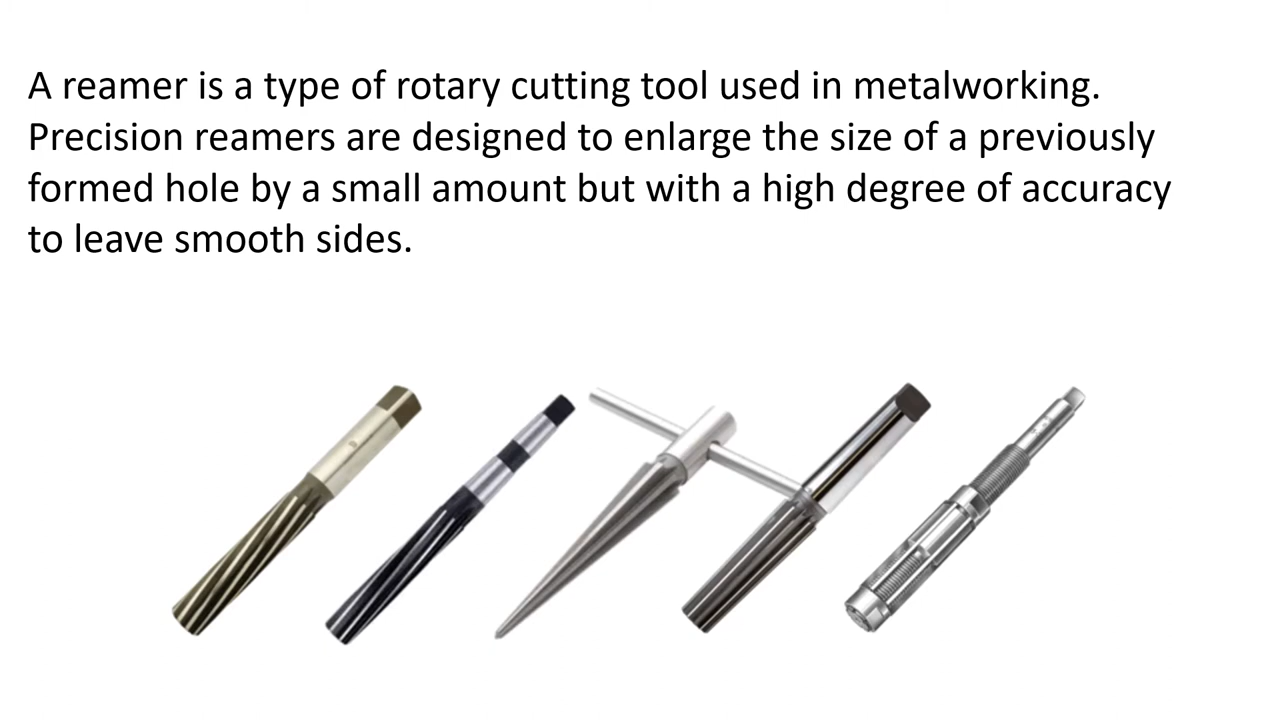 A reamer is a type of rotary cutting tool used in metalworking.
Precision reamers are designed to enlarge the size of a previously
formed hole by a small amount but with a high degree of accuracy
to leave smooth sides.